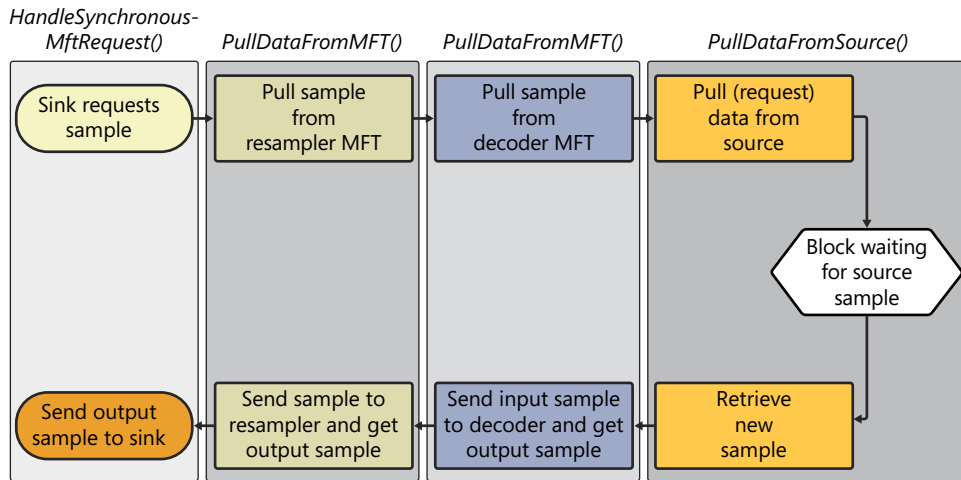 HandleSynchronous-
MftRequest()
PullDataFromMFT()
PullDataFromMFT()
PullDataFromSource()
Sink requests
sample
Pull sample
from
resampler MFT
Pull sample
from
decoder MFT
Pull (request)
data from
source
Block waiting
for source
sample
Send output
sample to sink
Send sample to
resampler and get
output sample
Send input sample
to decoder and get
output sample
Retrieve
new
sample